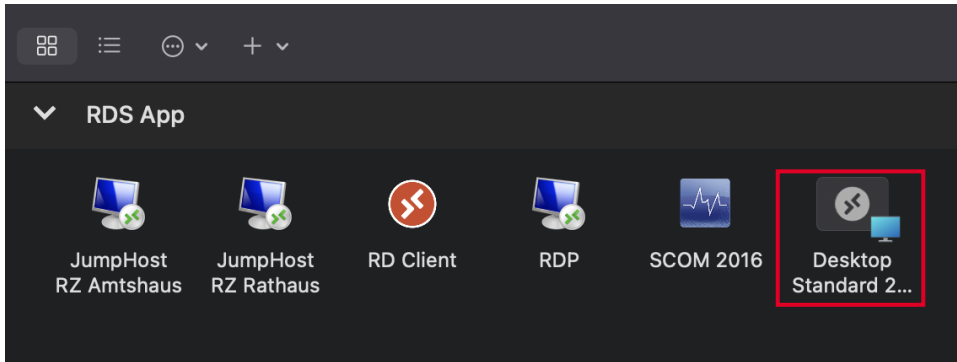 RDS App
JumpHost
RZ Amtshaus
JumpHost
RZ Rathaus
RD Client
RDP
SCOM 2016
Desktop
Standard 2...